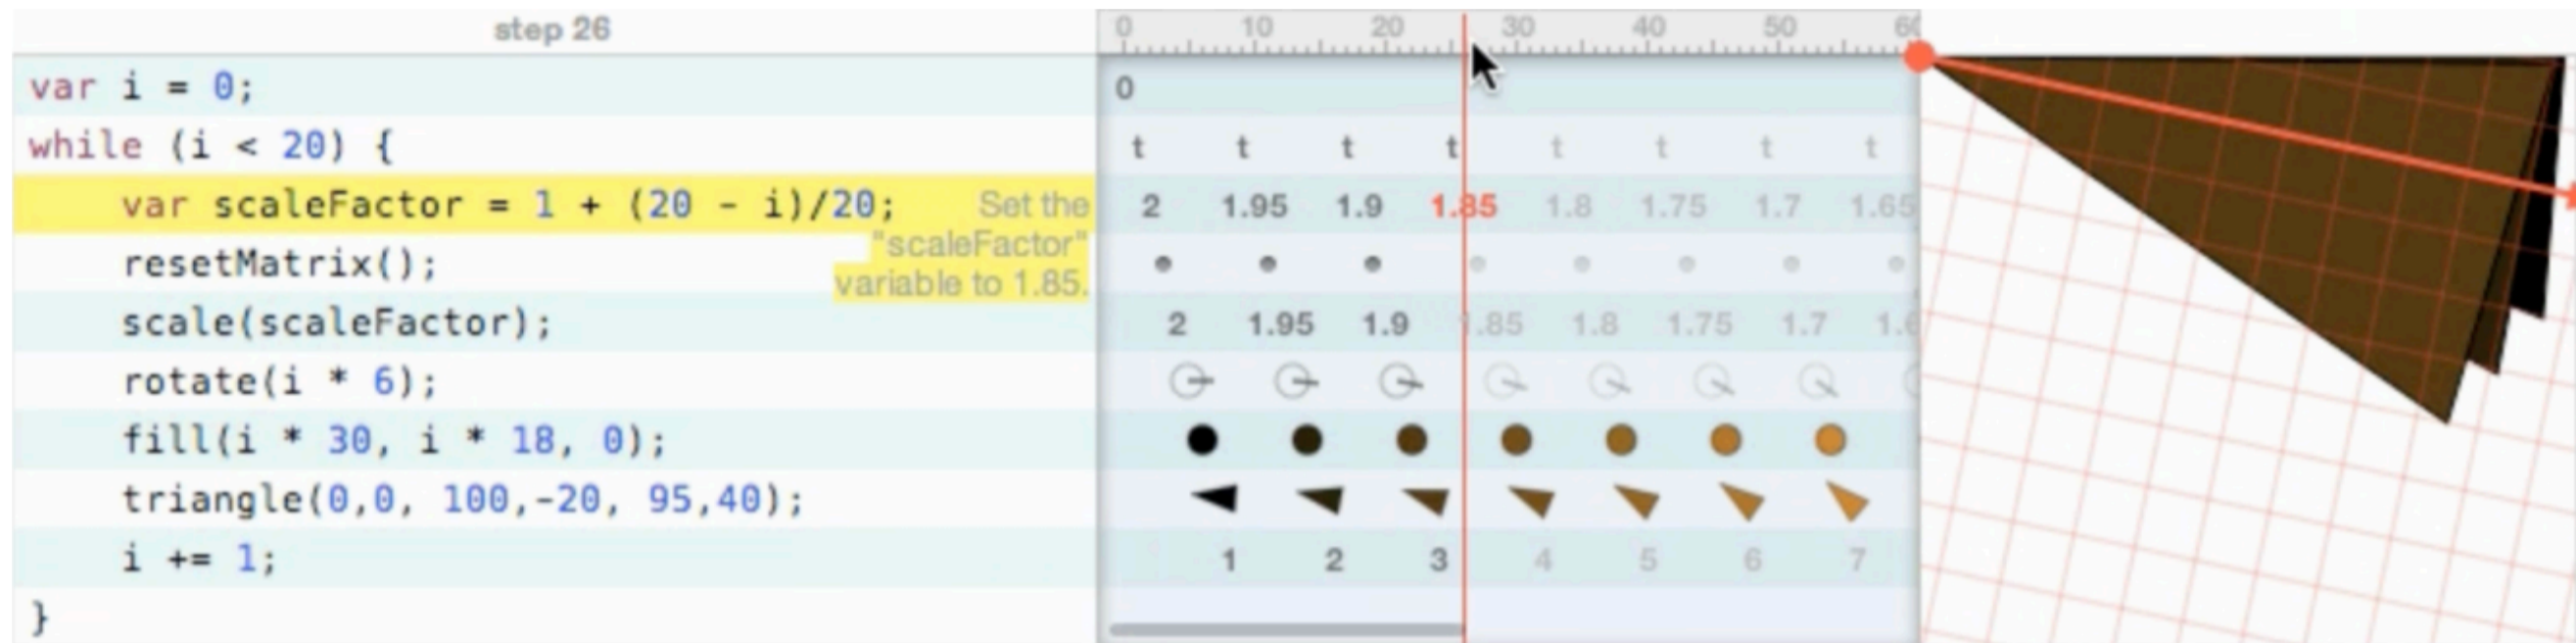 step 26
0 10 20 30 40 50 60
var i = 0;
0
while (i < 20) {
t t t t t t t t
var scaleFactor = 1 + (20 - i)/20;
Set the
"scaleFactor"
variable to 1.85.
2 1.95 1.9 1.85 1.8 1.75 1.7 1.65
resetMatrix();
scale(scaleFactor);
2 1.95 1.9 1.85 1.8 1.75 1.7 1.6
rotate(i * 6);
fill(i * 30, i * 18, 0);
triangle(0,0, 100,-20, 95,40);
i += 1;
1 2 3 4 5 6 7
}